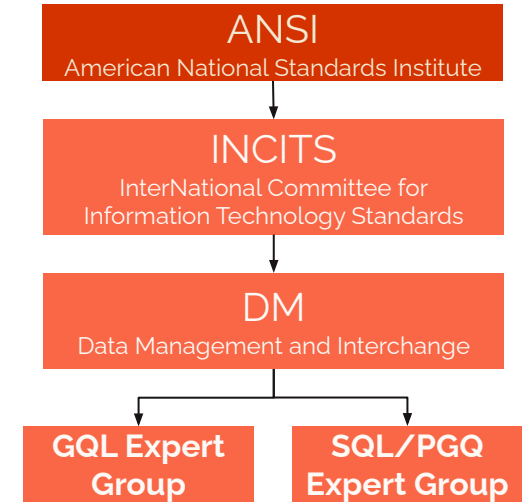 ANSI
American National Standards Institute
INCITS
InterNational Committee for
Information Technology Standards
DM
Data Management and Interchange
GQL Expert
Group
SQL/PGQ
Expert Group